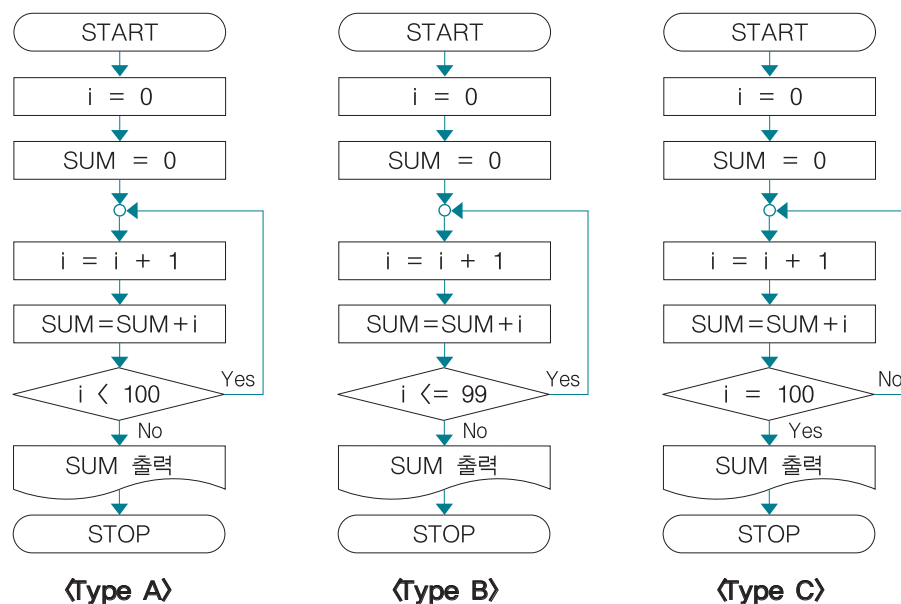 START
i = 0
SUM = 0
i = i + 1
SUM=SUM+i
i < 100
Yes
No
SUM 출력
STOP
〈Type A〉
START
i = 0
SUM = 0
i = i + 1
SUM=SUM+i
i <= 99
Yes
No
SUM 출력
STOP
〈Type B〉
START
i = 0
SUM = 0
i = i + 1
SUM=SUM+i
i = 100
No
Yes
SUM 출력
STOP
〈Type C〉